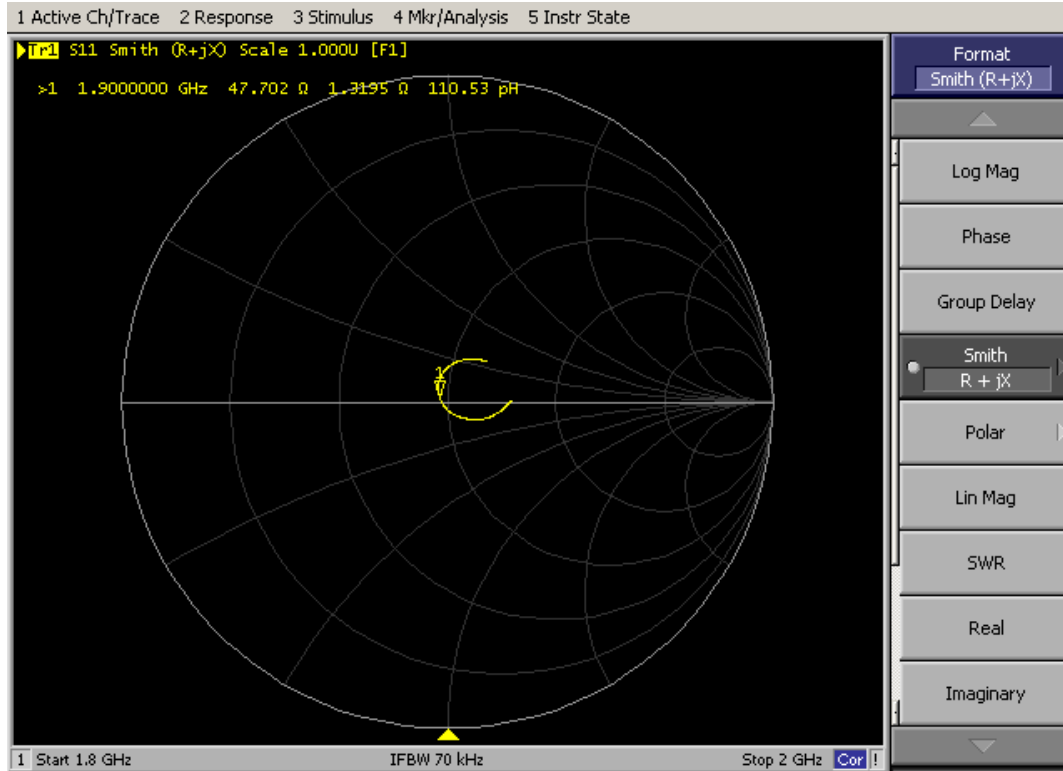 1 Active Ch/Trace 2 Response 3 Stimulus 4 Mkr/Analysis 5 Instr State
Tr1 S11 Smith (R+jX) Scale 1.000U [F1]
>1 1.9000000 GHz 47.702 Ω 1.3195 Ω 110.53 pH
1
Format
Smith (R+jX)
Log Mag
Phase
Group Delay
Smith
R + jX
Polar
Lin Mag
SWR
Real
Imaginary
1 Start 1.8 GHz IFBW 70 kHz Stop 2 GHz Cor !